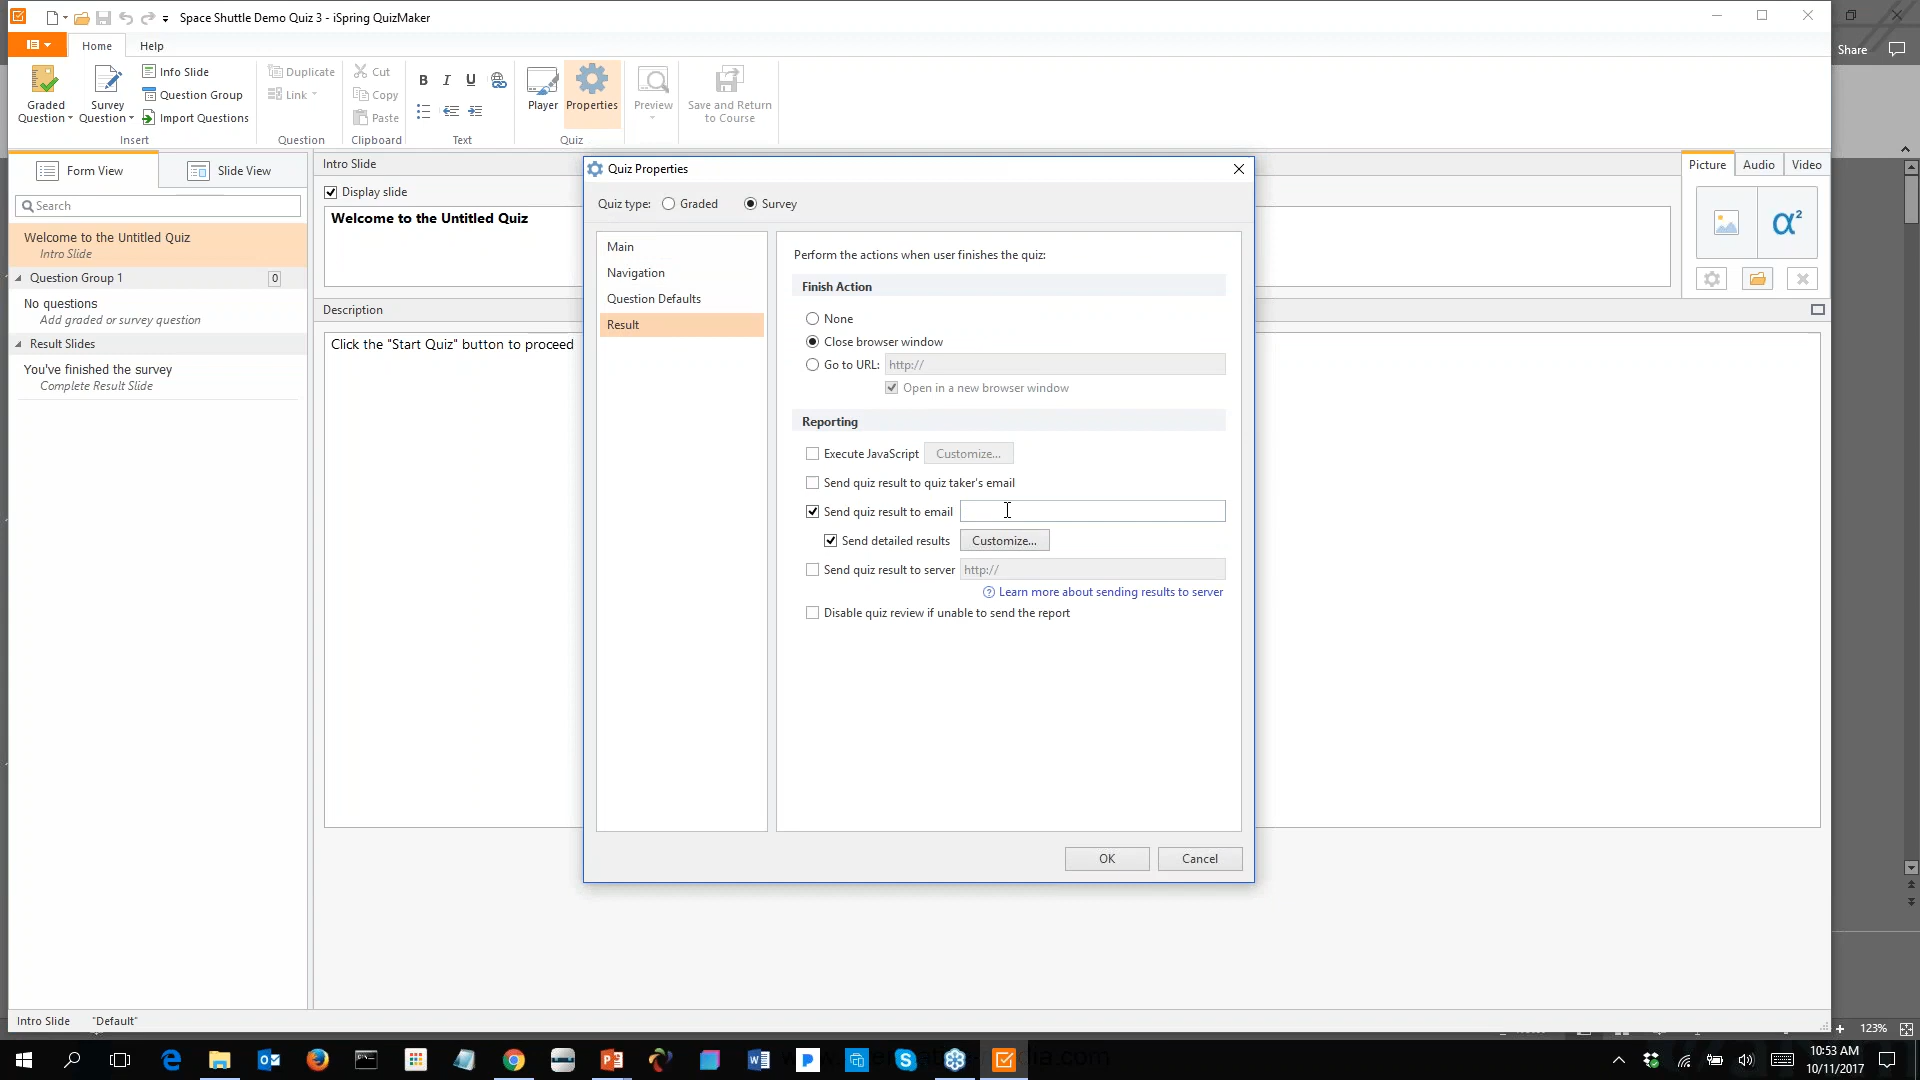 Space Shuttle Demo Quiz 3 - iSpring QuizMaker
Share
Home
Help
Graded Question
Survey Question
Info Slide
Question Group
Import Questions
Insert
Duplicate
Link
Question
Cut
Copy
Paste
Clipboard
B I U
Text
Player
Properties
Quiz
Preview
Save and Return to Course
Form View
Slide View
Search
Welcome to the Untitled Quiz
Intro Slide
Question Group 1
0
No questions
Add graded or survey question
Result Slides
You've finished the survey
Complete Result Slide
Intro Slide
Display slide
Welcome to the Untitled Quiz
Description
Click the "Start Quiz" button to proceed
Picture
Audio
Video
α²
Quiz Properties
Quiz type:
Graded
Survey
Main
Navigation
Question Defaults
Result
Perform the actions when user finishes the quiz:
Finish Action
None
Close browser window
Go to URL: http://
Open in a new browser window
Reporting
Execute JavaScript
Customize...
Send quiz result to quiz taker's email
Send quiz result to email
Send detailed results
Customize...
Send quiz result to server http://
Learn more about sending results to server
Disable quiz review if unable to send the report
OK
Cancel
Intro Slide
"Default"
123%
10:53 AM
10/11/2017